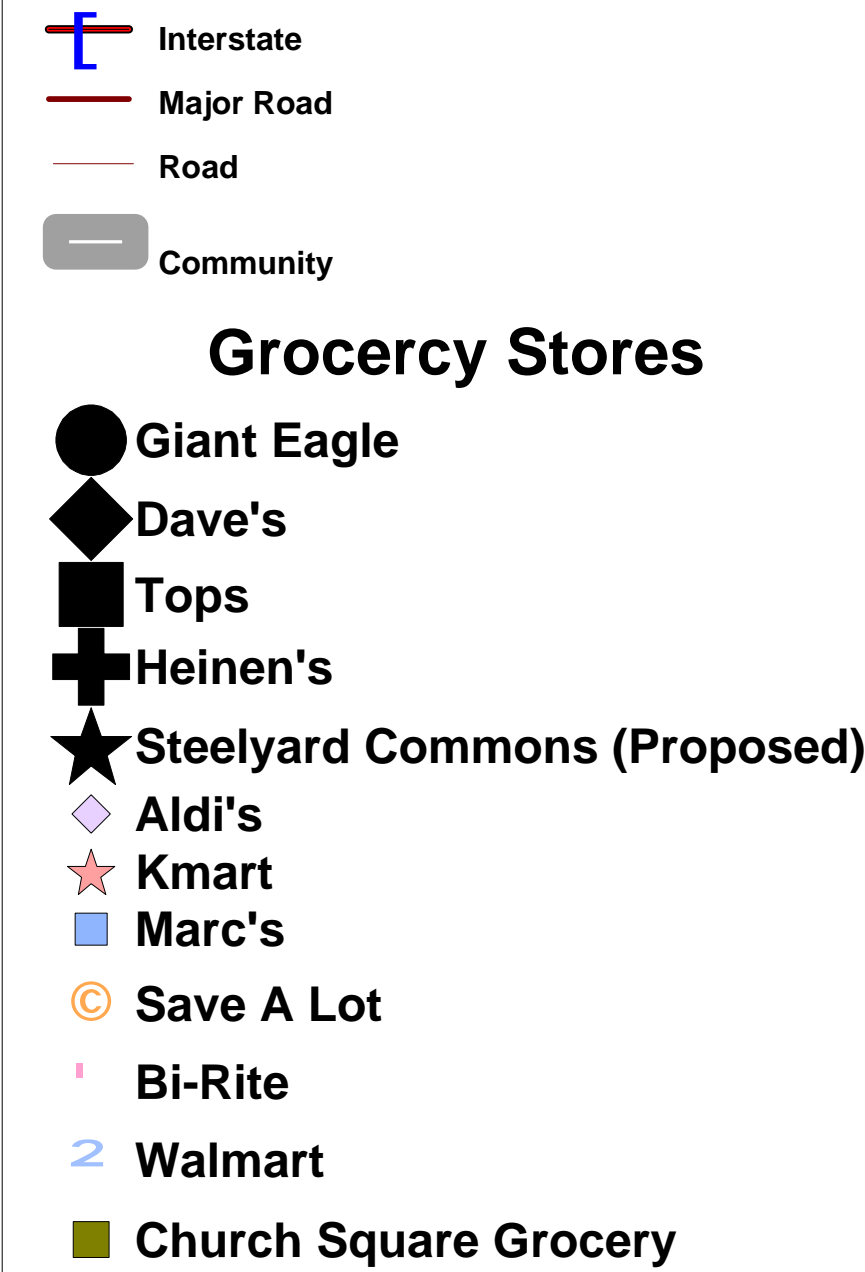 [ Interstate
Major Road
Road
Community
Grocercy Stores
Giant Eagle
Dave's
Tops
Heinen's
Steelyard Commons (Proposed)
Aldi's
Kmart
Marc's
© Save A Lot
' Bi-Rite
2 Walmart
Church Square Grocery